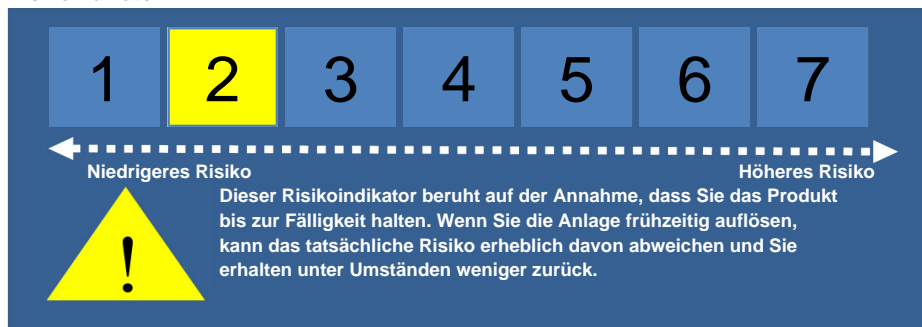 1 2 3 4 5 6 7
Niedrigeres Risiko Höheres Risiko
Dieser Risikoindikator beruht auf der Annahme, dass Sie das Produkt
bis zur Fälligkeit halten. Wenn Sie die Anlage frühzeitig auflösen,
kann das tatsächliche Risiko erheblich davon abweichen und Sie
erhalten unter Umständen weniger zurück.
!